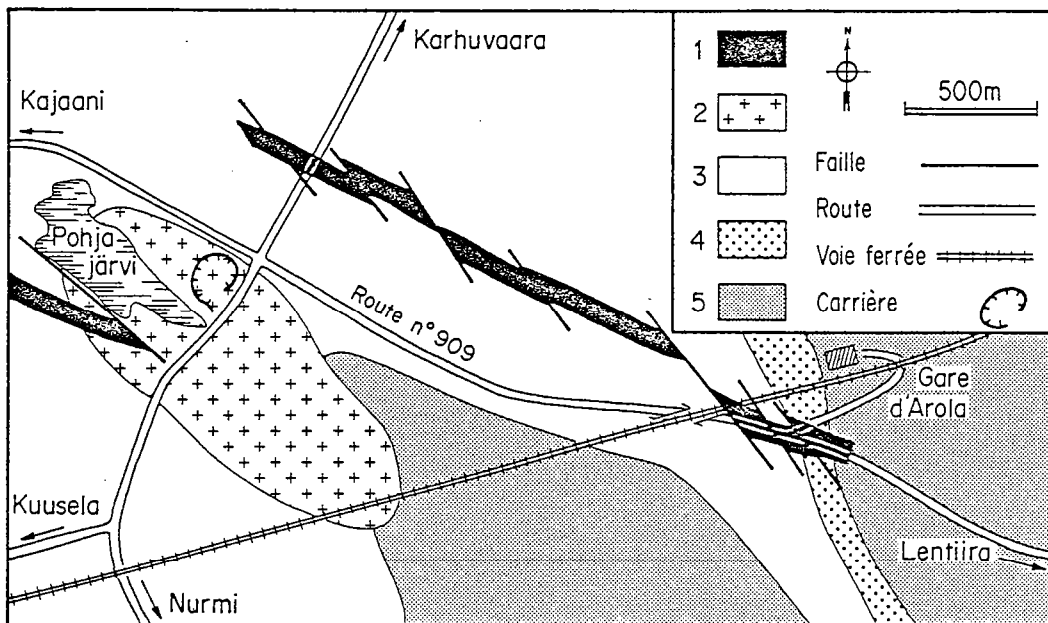 Karhuvaara
Kajaani
Pohja
järvi
Route n° 909
Kuusela
Nurmi
Gare
d'Arola
Lentiira
1
2
3
4
5
N
500m
Faille
Route
Voie ferrée
Carrière